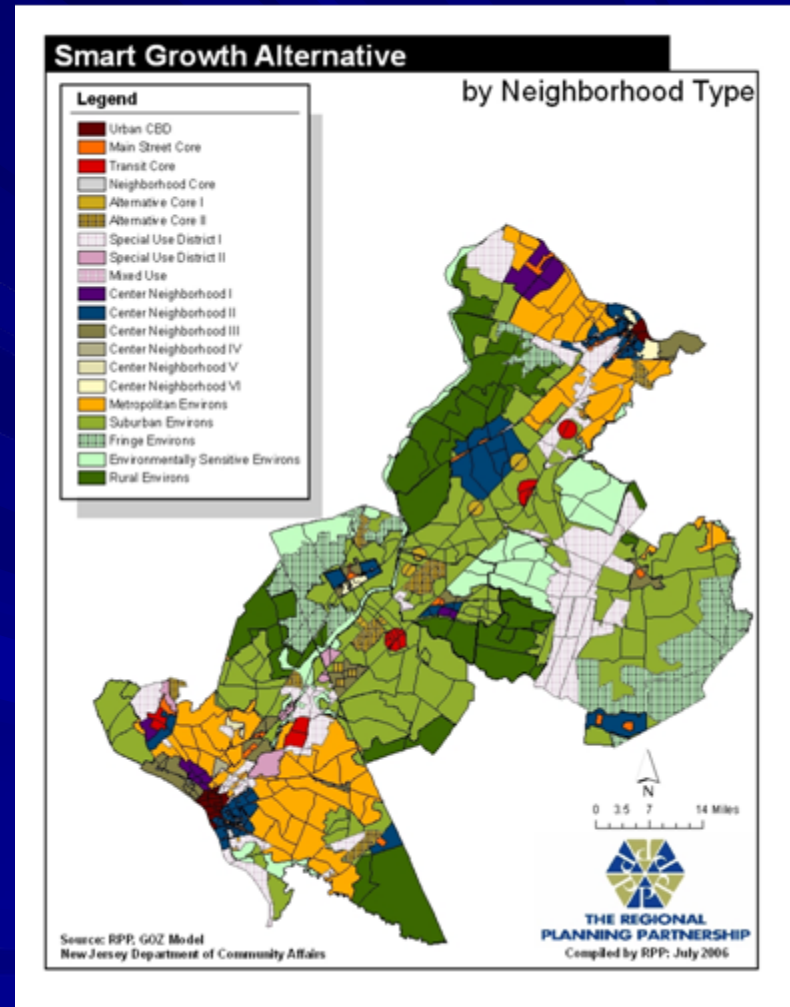 Smart Growth Alternative
by Neighborhood Type
Legend
Urban CBD
Main Street Core
Transit Core
Neighborhood Core
Alternative Core I
Alternative Core II
Special Use District I
Special Use District II
Mixed Use
Center Neighborhood I
Center Neighborhood II
Center Neighborhood III
Center Neighborhood IV
Center Neighborhood V
Center Neighborhood VI
Metropolitan Environs
Suburban Environs
Fringe Environs
Environmentally Sensitive Environs
Rural Environs
N
0 3.5 7 14 Miles
THE REGIONAL
PLANNING PARTNERSHIP
Compiled by RPP: July 2006
Source: RPP, GOZ Model
New Jersey Department of Community Affairs